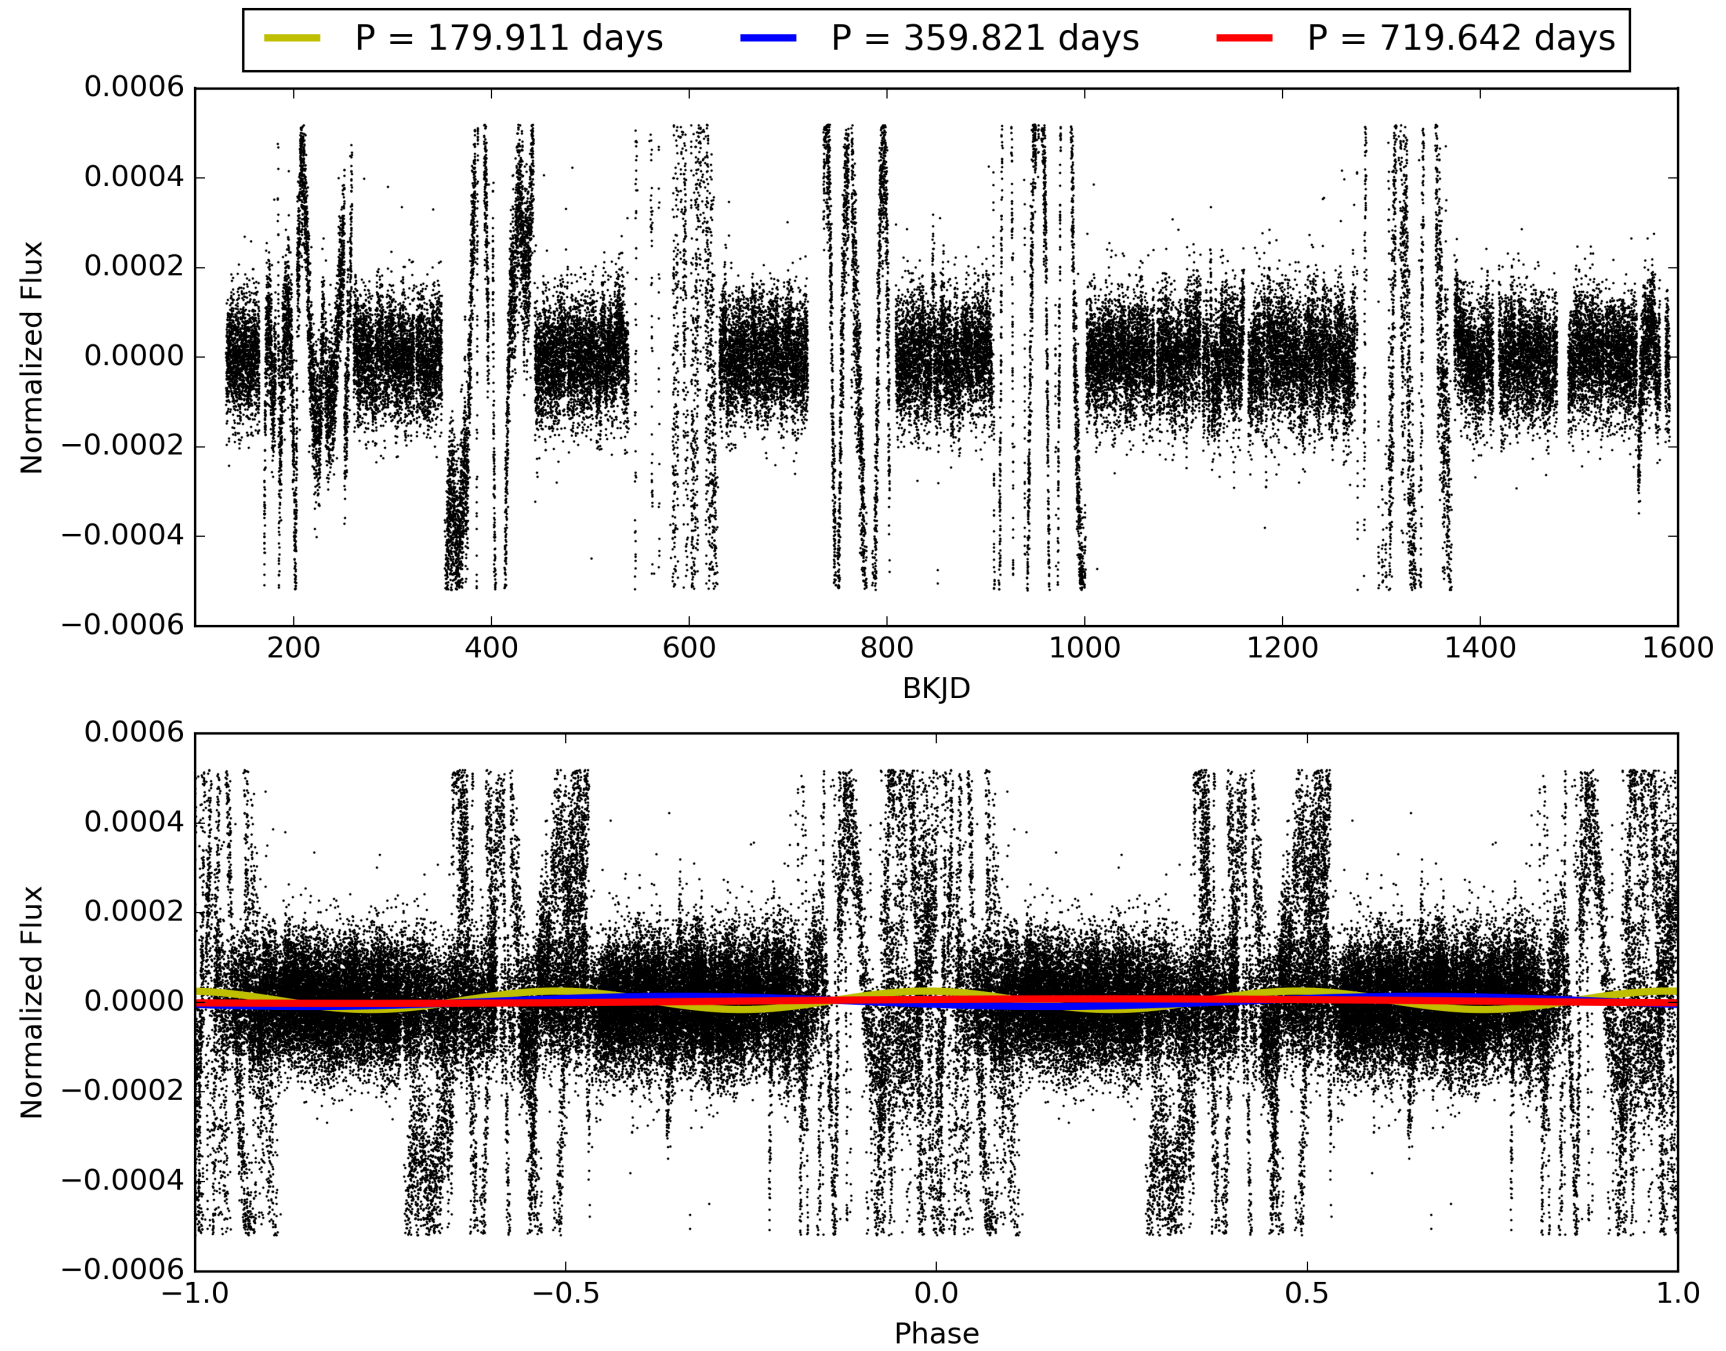 P = 179.911 days P = 359.821 days P = 719.642 days
0.0006
0.0004
0.0002
0.0000
−0.0002
−0.0004
−0.0006
Normalized Flux
200 400 600 800 1000 1200 1400 1600
BKJD
0.0006
0.0004
0.0002
0.0000
−0.0002
−0.0004
−0.0006
Normalized Flux
−1.0 −0.5 0.0 0.5 1.0
Phase